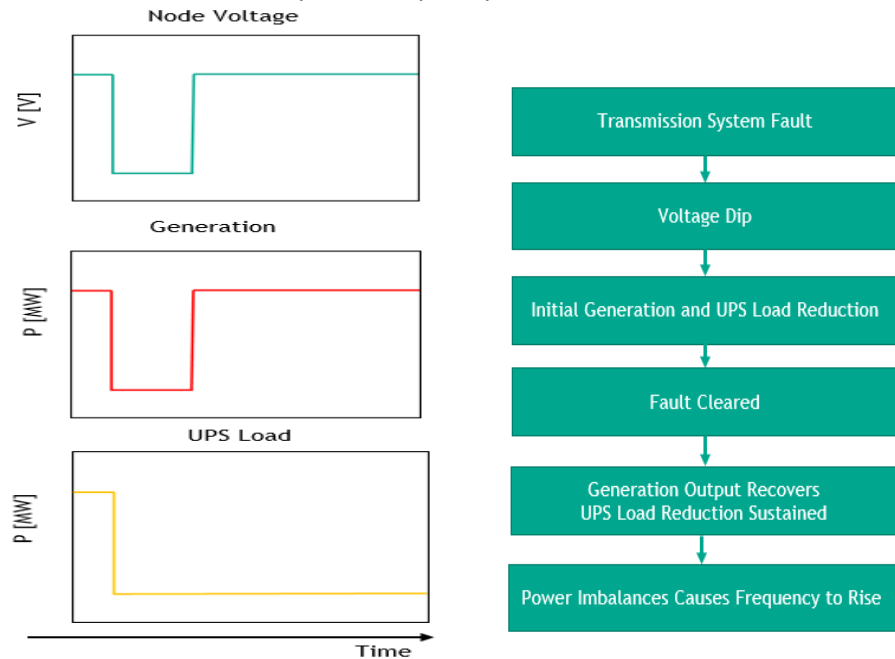 Node Voltage
V [V]
Generation
P [MW]
UPS Load
P [MW]
Time
Transmission System Fault
Voltage Dip
Initial Generation and UPS Load Reduction
Fault Cleared
Generation Output Recovers
UPS Load Reduction Sustained
Power Imbalances Causes Frequency to Rise